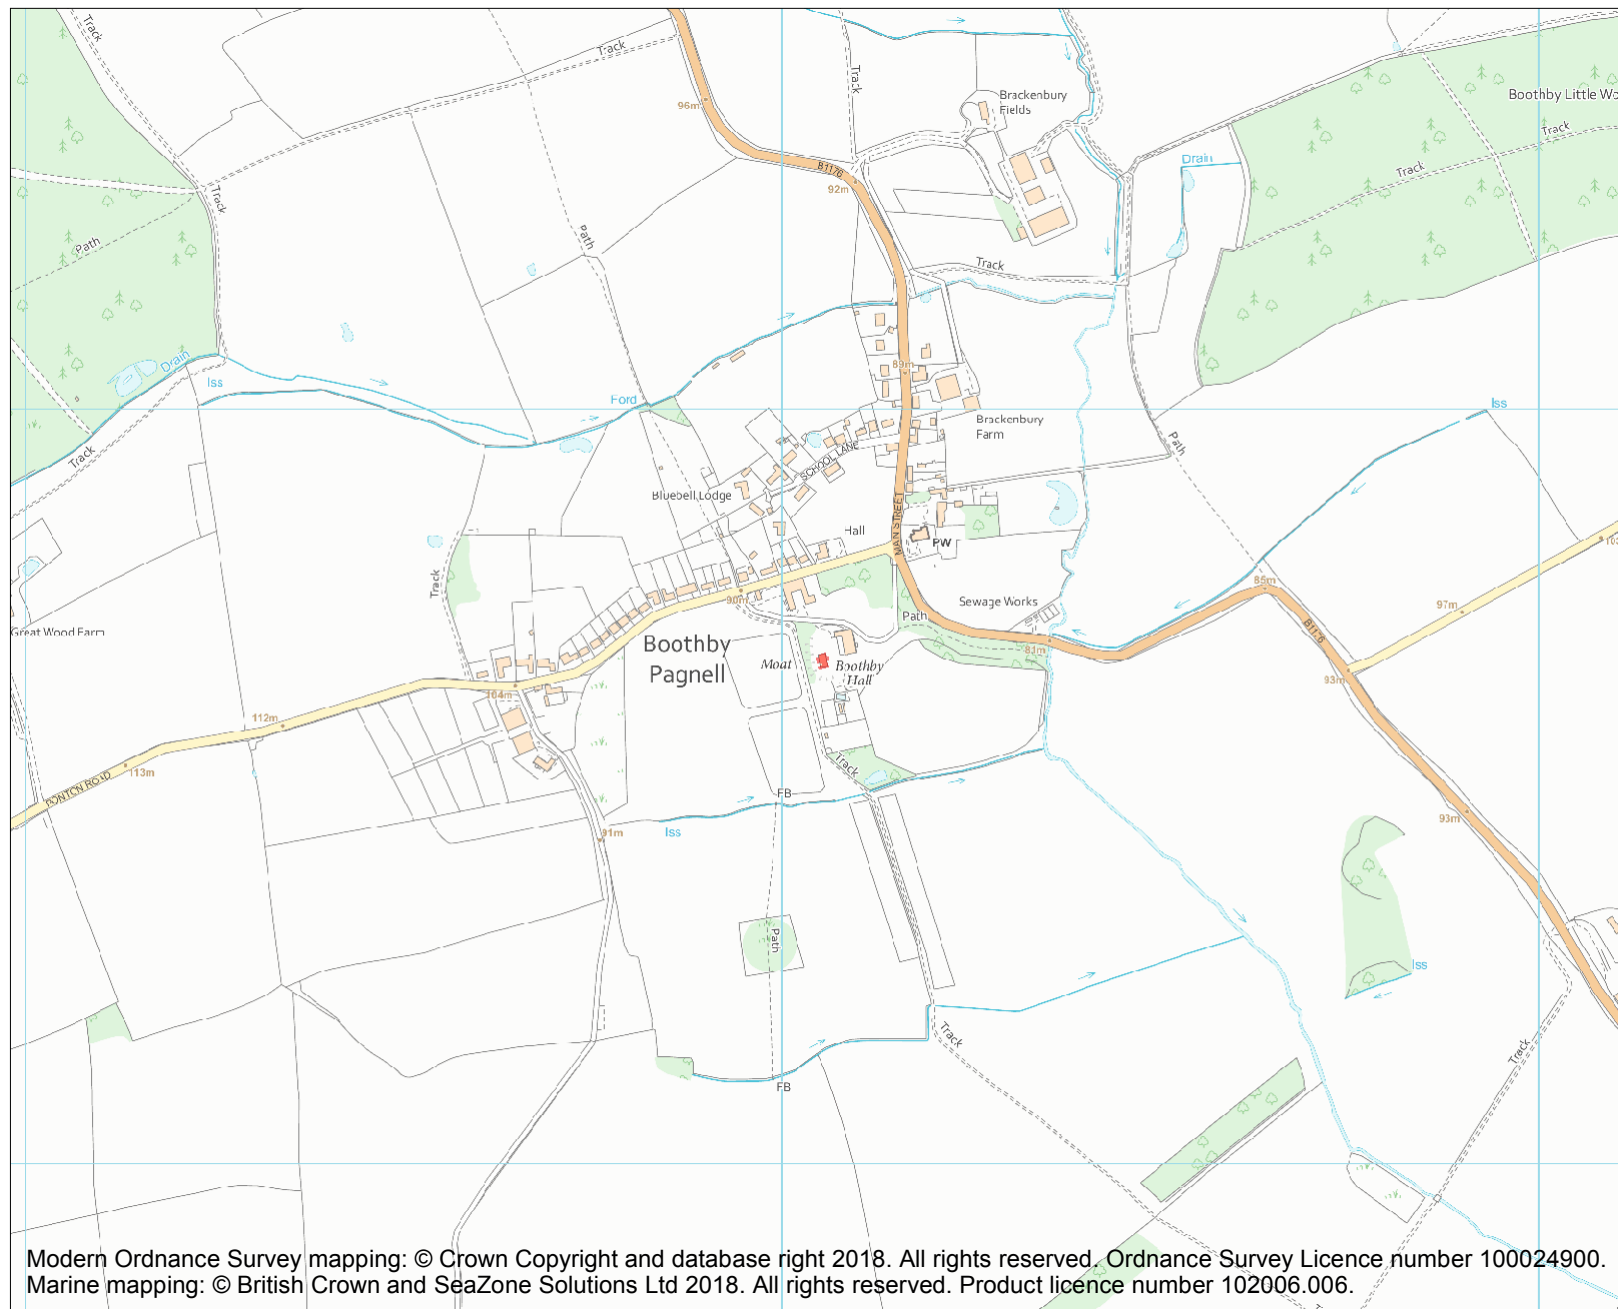 Track
Track
Track
96m
Brackenbury
Fields
Boothby Little Wo
Track
Track
Drain
B1176
92m
Track
Path
Path
Track
Drain
Iss
Ford
89m
Iss
Brackenbury
Farm
Path
SCHOOL LANE
Track
Bluebell Lodge
MAIN STREET
Hall
PW
Track
85m
90m
Sewage Works
97m
Path
Great Wood Farm
Boothby
Pagnell
81m
B1176
Moat
Boothby
Hall
93m
104m
112m
113m
Track
PONTON ROAD
FB
93m
91m
Iss
Path
Iss
Track
Track
FB
Modern Ordnance Survey mapping: © Crown Copyright and database right 2018. All rights reserved. Ordnance Survey Licence number 100024900.
Marine mapping: © British Crown and SeaZone Solutions Ltd 2018. All rights reserved. Product licence number 102006.006.